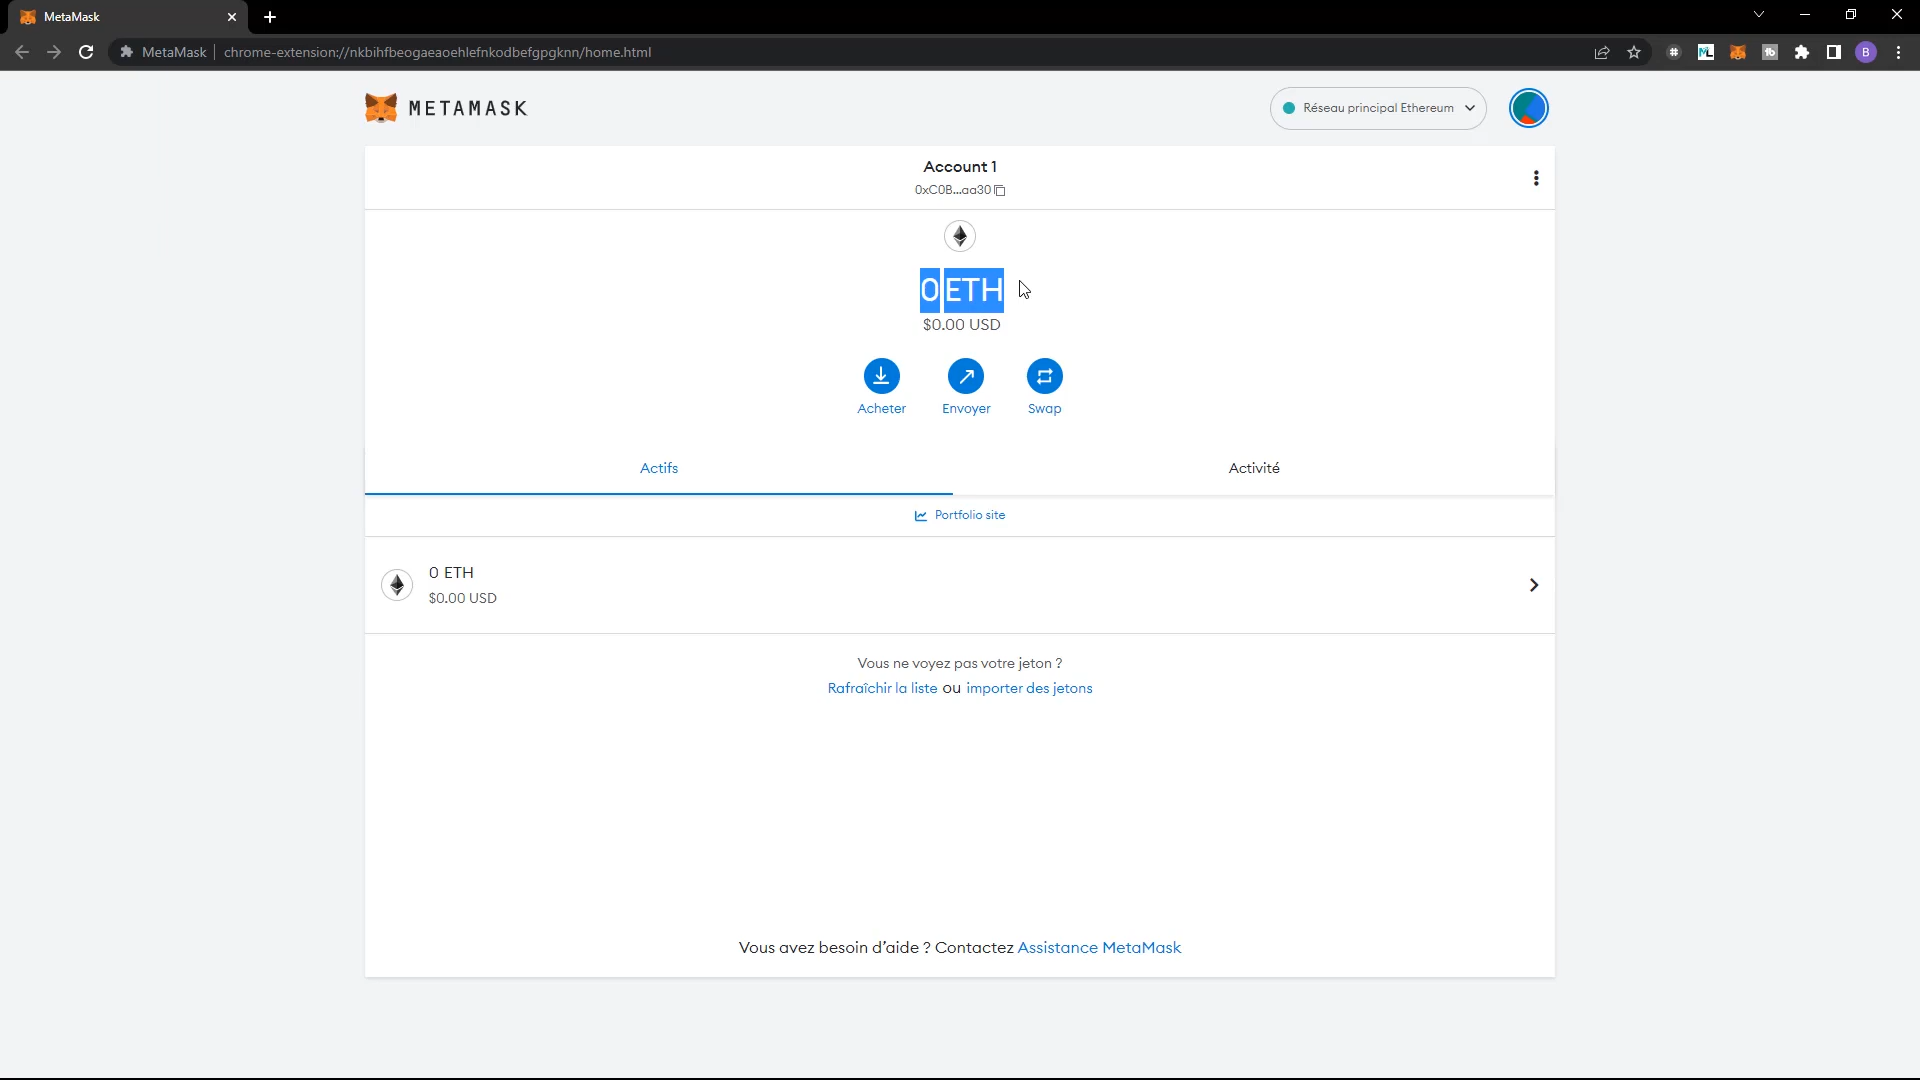 MetaMask
MetaMask | chrome-extension://nkbihfbeogaeaoehlefnkodbefgpgknn/home.html
ML
tb
B
METAMASK
Réseau principal Ethereum
Account 1
0xC0B...aa30
0 ETH
$0.00 USD
Acheter
Envoyer
Swap
Actifs
Activité
Portfolio site
0 ETH
$0.00 USD
Vous ne voyez pas votre jeton ?
Rafraîchir la liste ou importer des jetons
Vous avez besoin d’aide ? Contactez Assistance MetaMask